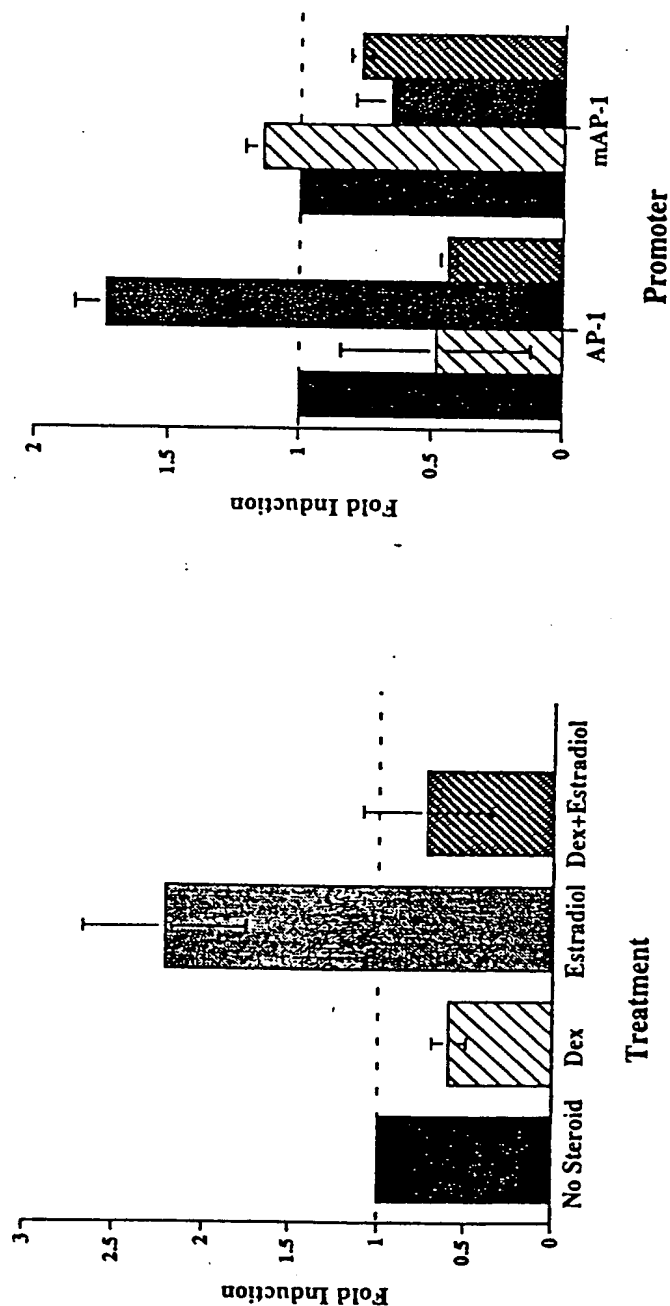 Fold Induction
3
2.5
2
1.5
1
0.5
0
No Steroid Dex Estradiol Dex+Estradiol
Treatment
Fold Induction
2
1.5
1
0.5
0
AP-1 mAP-1
Promoter